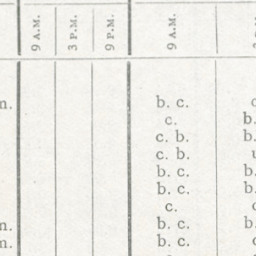 9 A.M. 3 P.M. 9 P.M. 9 A.M.
n. b. c.
c. b.
c. b. b.
c. b. u
b. c. b.
b. c. b.
c.
n. b. c. b.
n. b. c.